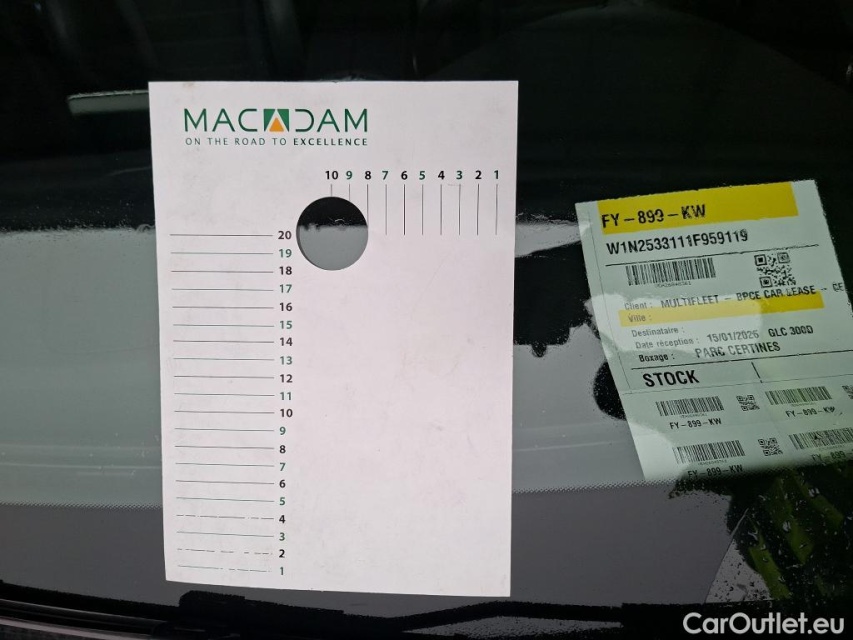 MACADAM
ON THE ROAD TO EXCELLENCE
10 9 8 7 6 5 4 3 2 1
20
19
18
17
16
15
14
13
12
11
10
9
8
7
6
5
4
3
2
1
FY-899-KW
W1N2533111F959119
Client : MULTIFLEET - BPCE CAR LEASE - CE
Ville :
Destinataire :
Date réception : 15/01/2026 GLC 300D
Boxage : PARC CERTINES
STOCK
FY-899-KW
FY-899-KW
FY-899-KW
CarOutlet.eu